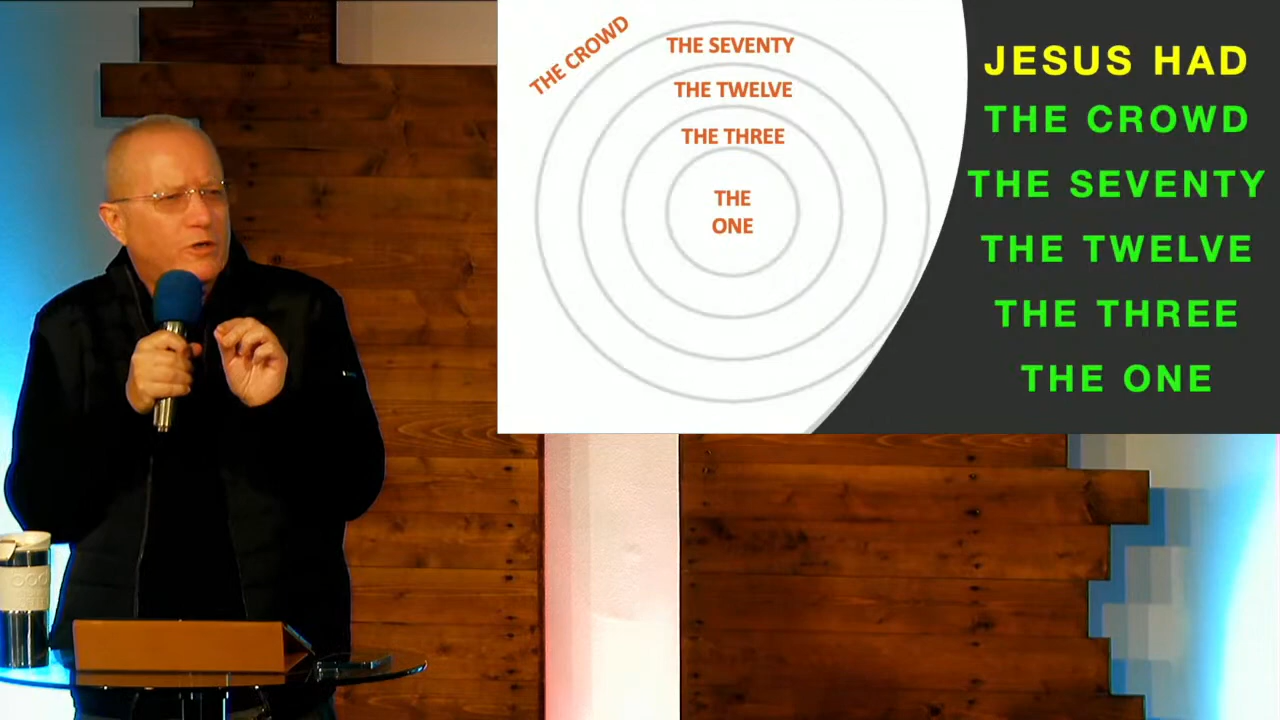 THE CROWD
THE SEVENTY
THE TWELVE
THE THREE
THE
ONE
JESUS HAD
THE CROWD
THE SEVENTY
THE TWELVE
THE THREE
THE ONE